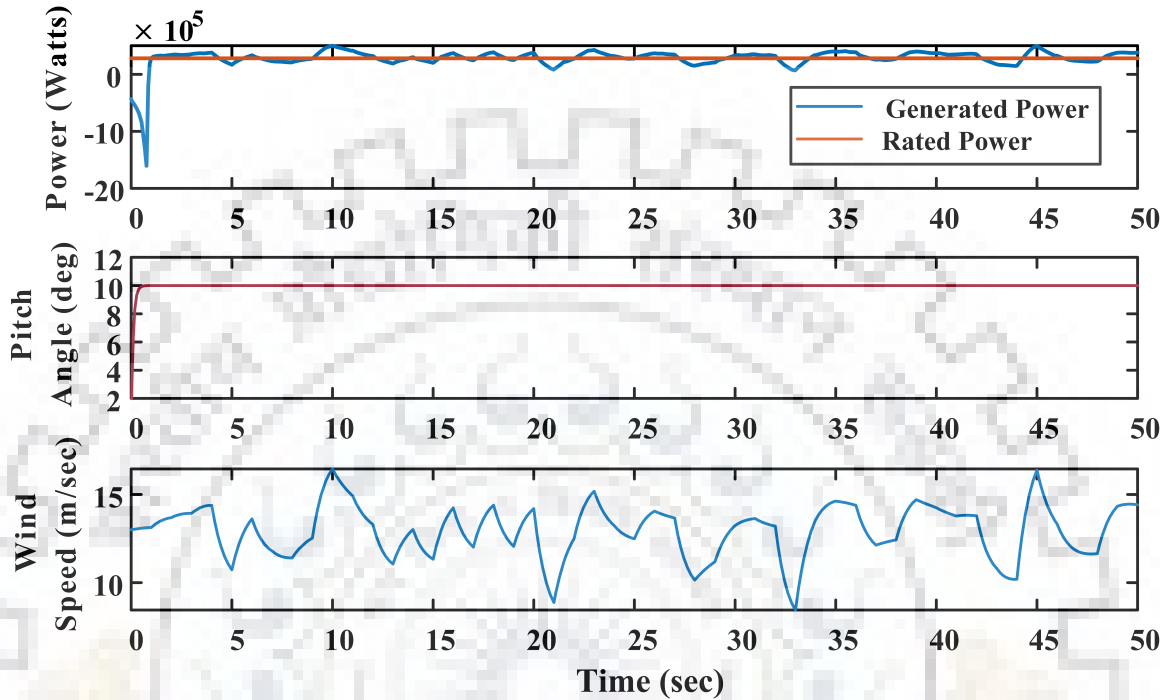 × 10⁵
Power (Watts)
0
-10
-20
Generated Power
Rated Power
0 5 10 15 20 25 30 35 40 45 50
Pitch
Angle (deg)
12
10
8
6
4
2
0 5 10 15 20 25 30 35 40 45 50
Wind
Speed (m/sec)
15
10
0 5 10 15 20 25 30 35 40 45 50
Time (sec)